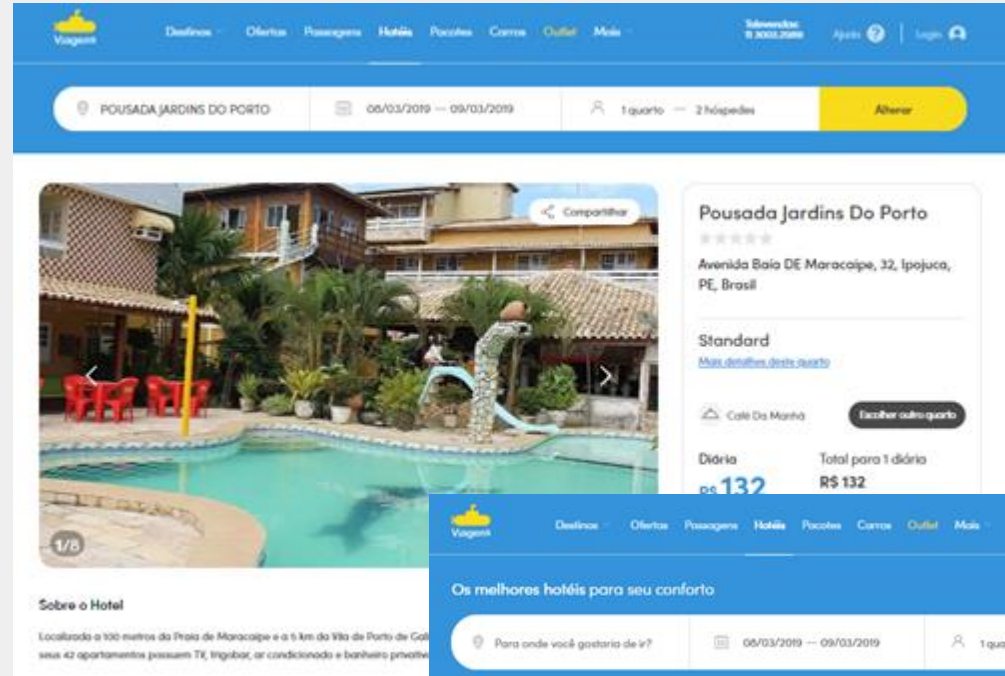 Viagens
Destinos Ofertas Passagens Hotéis Pacotes Carros Outlet Mais
Televendas: 11 3003.2989
Ajuda ? Login
POUSADA JARDINS DO PORTO 08/03/2019 — 09/03/2019 1 quarto — 2 hóspedes Alterar
Compartilhar
1/8
Pousada Jardins Do Porto
Avenida Baia DE Maracaipe, 32, Ipojuca,
PE, Brasil
Standard
Mais detalhes deste quarto
Café Da Manhã Escolher outro quarto
Diária Total para 1 diária
R$ 132 R$ 132
Sobre o Hotel
Localizada a 100 metros da Praia de Maracaipe e a 5 km da Vila de Porto de Gal
seus 42 apartamentos possuem TV, frigobar, ar condicionado e banheiro privativo
Viagens
Destinos Ofertas Passagens Hotéis Pacotes Carros Outlet Mais
Os melhores hotéis para seu conforto
Para onde você gostaria de ir? 08/03/2019 — 09/03/2019 1 qua